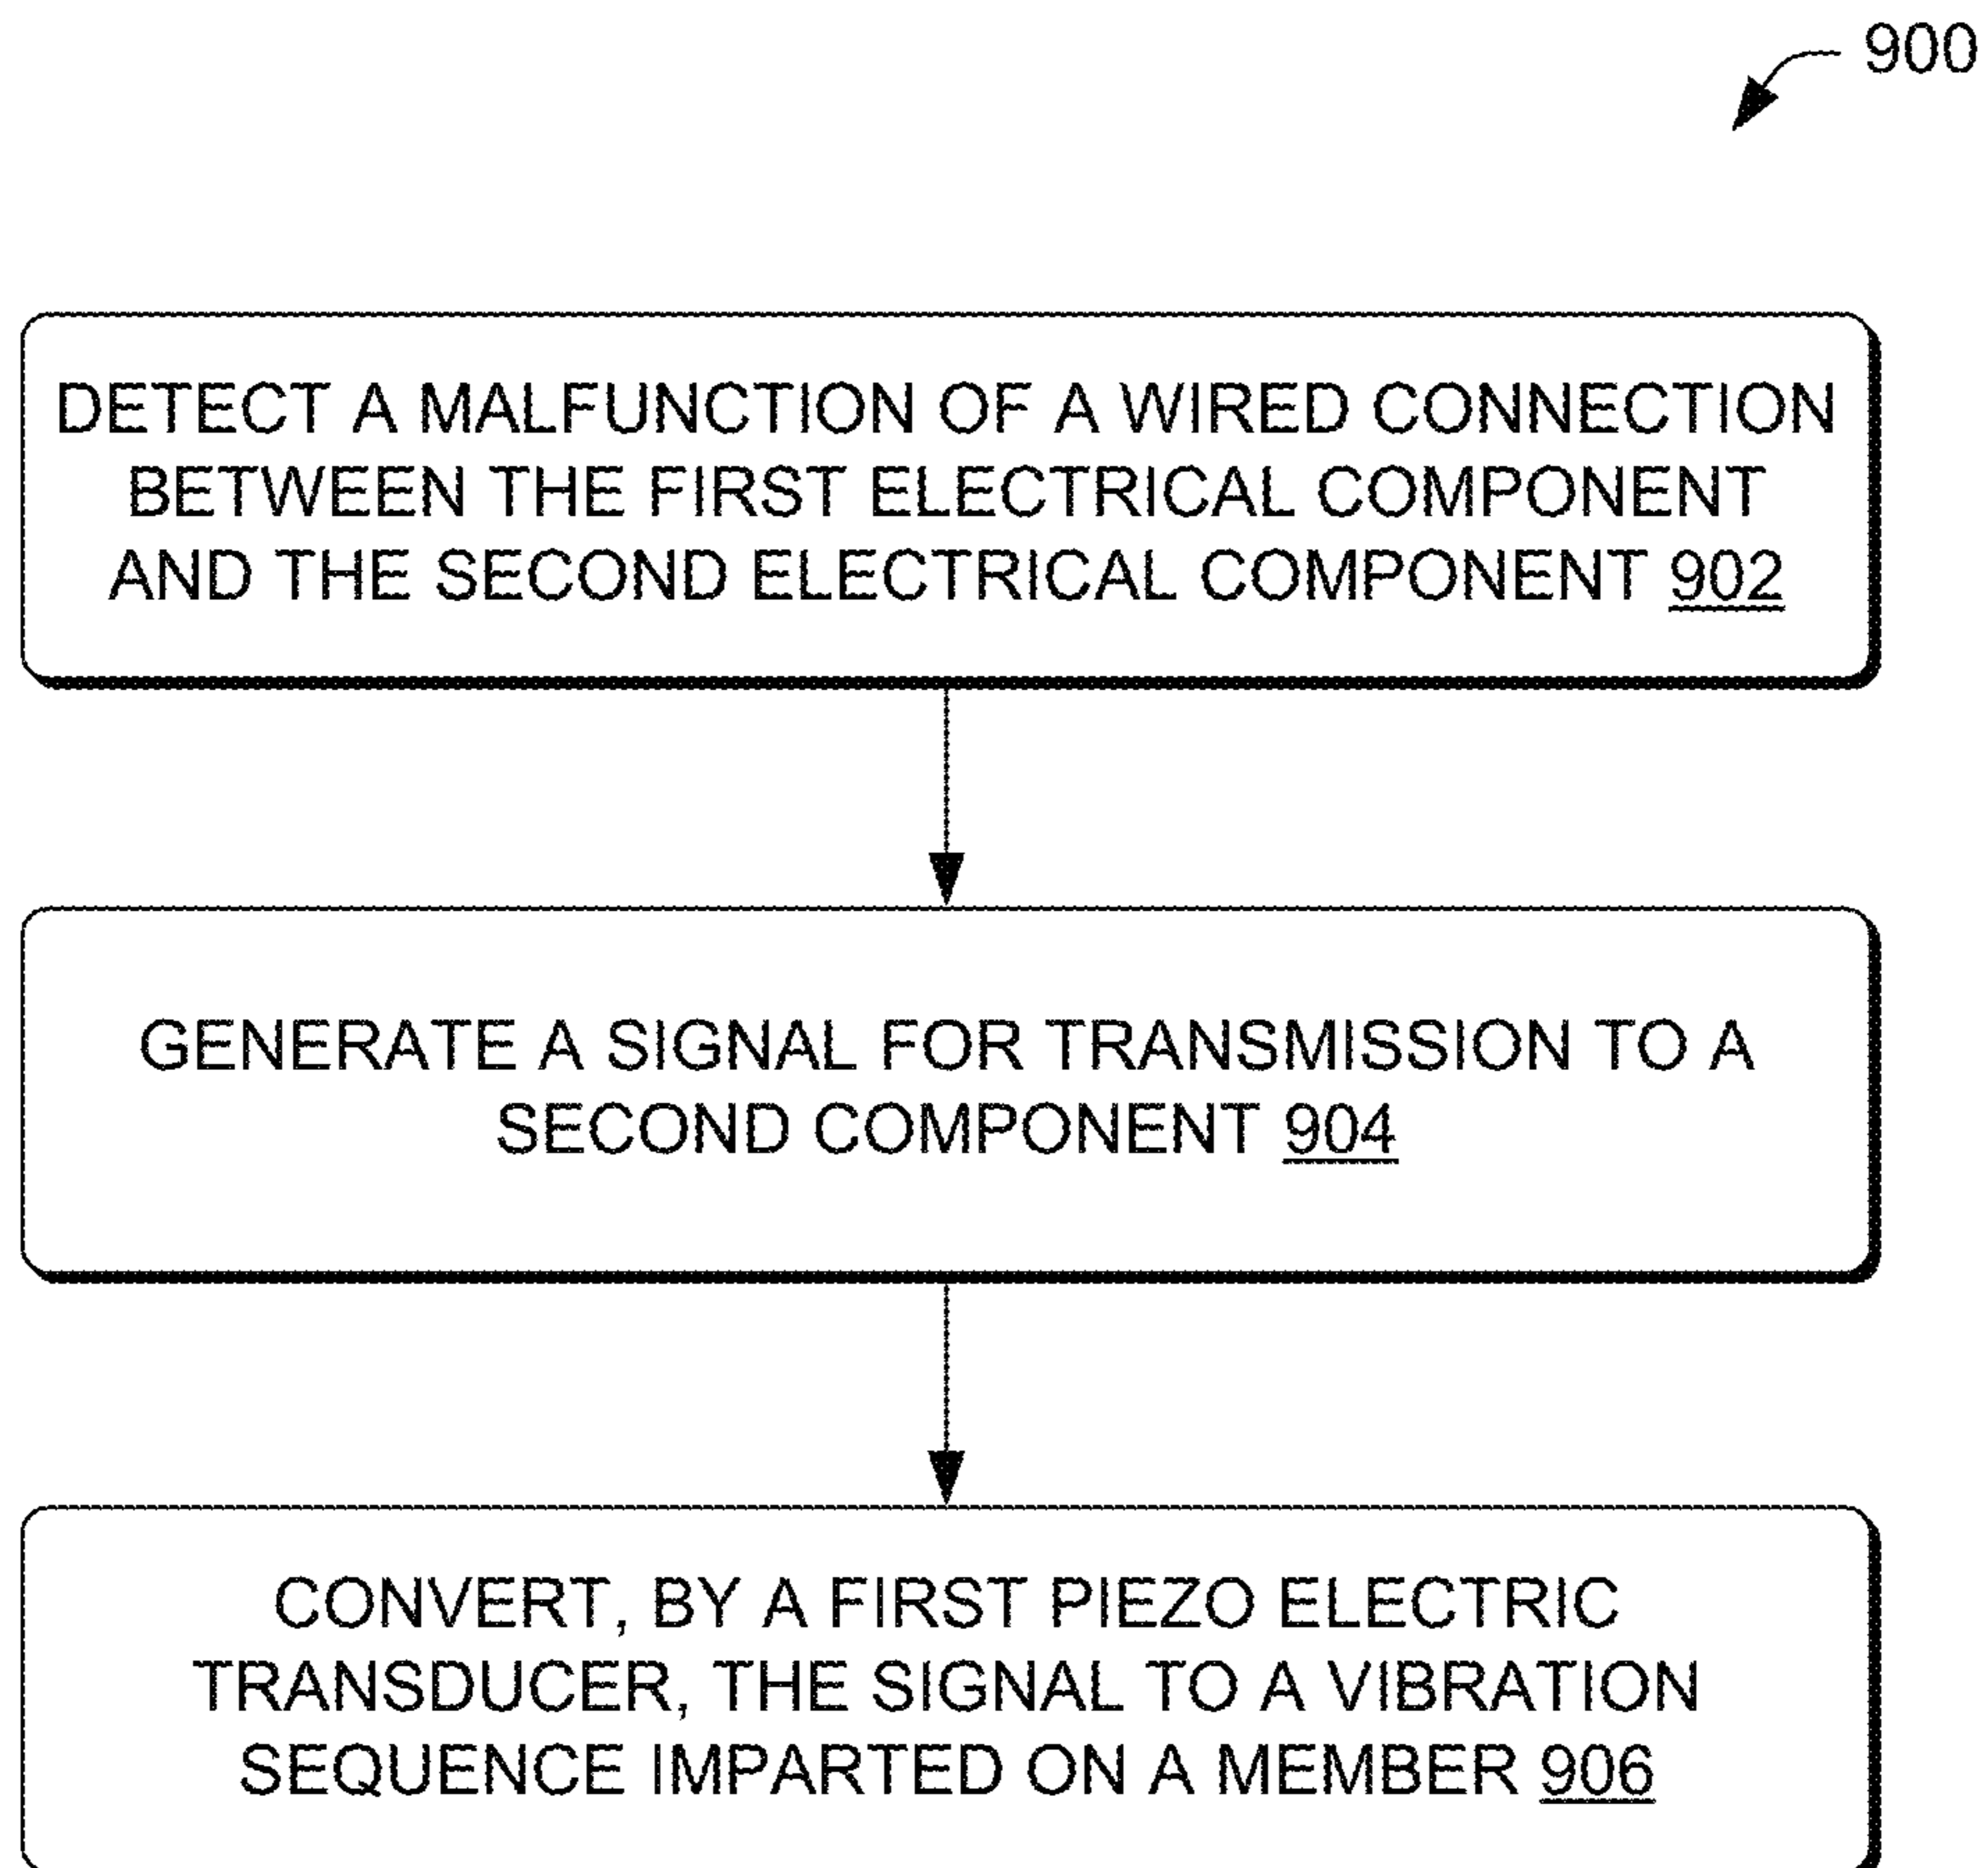 900
DETECT A MALFUNCTION OF A WIRED CONNECTION
BETWEEN THE FIRST ELECTRICAL COMPONENT
AND THE SECOND ELECTRICAL COMPONENT 902
GENERATE A SIGNAL FOR TRANSMISSION TO A
SECOND COMPONENT 904
CONVERT, BY A FIRST PIEZO ELECTRIC
TRANSDUCER, THE SIGNAL TO A VIBRATION
SEQUENCE IMPARTED ON A MEMBER 906